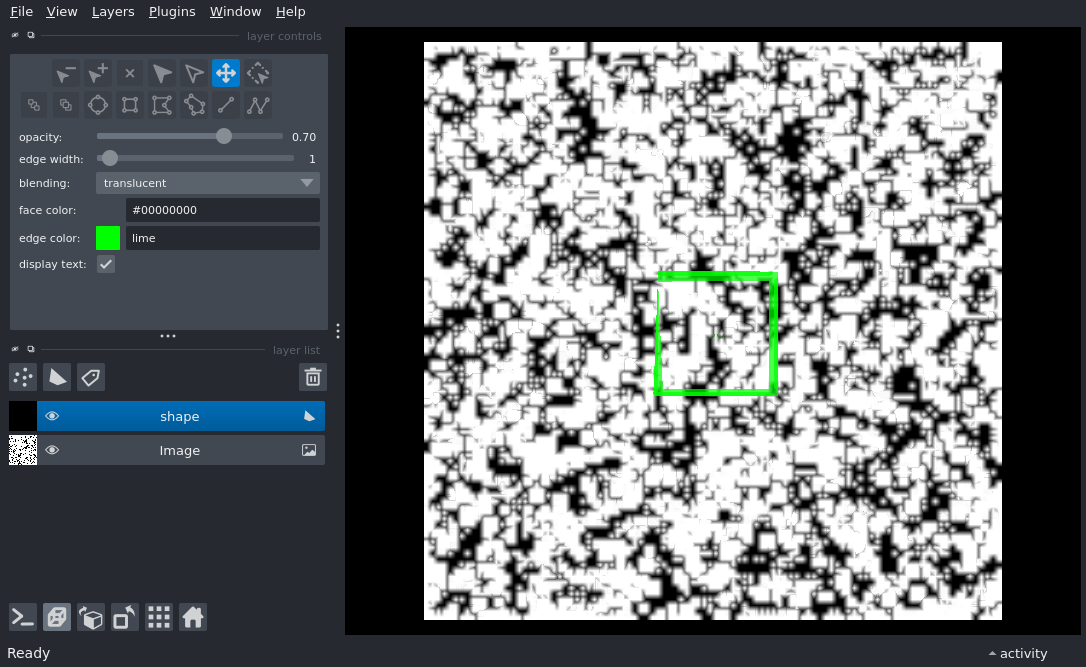 File View Layers Plugins Window Help
layer controls
opacity: 0.70
edge width: 1
blending: translucent
face color: #00000000
edge color: lime
display text:
layer list
shape
Image
Ready
activity